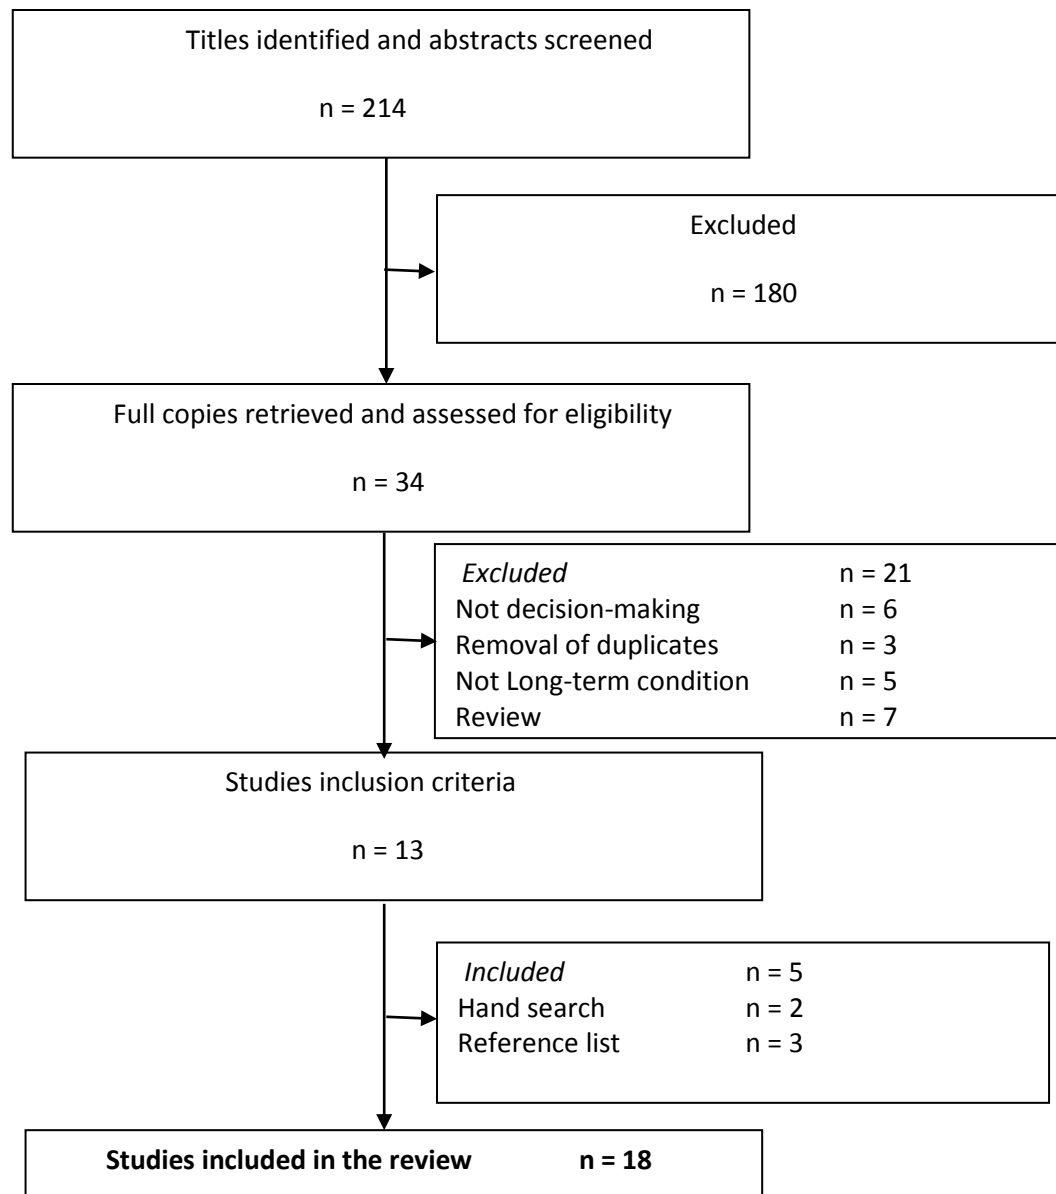 Titles identified and abstracts screened
n = 214
Excluded
n = 180
Full copies retrieved and assessed for eligibility
n = 34
Excluded n = 21
Not decision-making n = 6
Removal of duplicates n = 3
Not Long-term condition n = 5
Review n = 7
Studies inclusion criteria
n = 13
Included n = 5
Hand search n = 2
Reference list n = 3
Studies included in the review n = 18